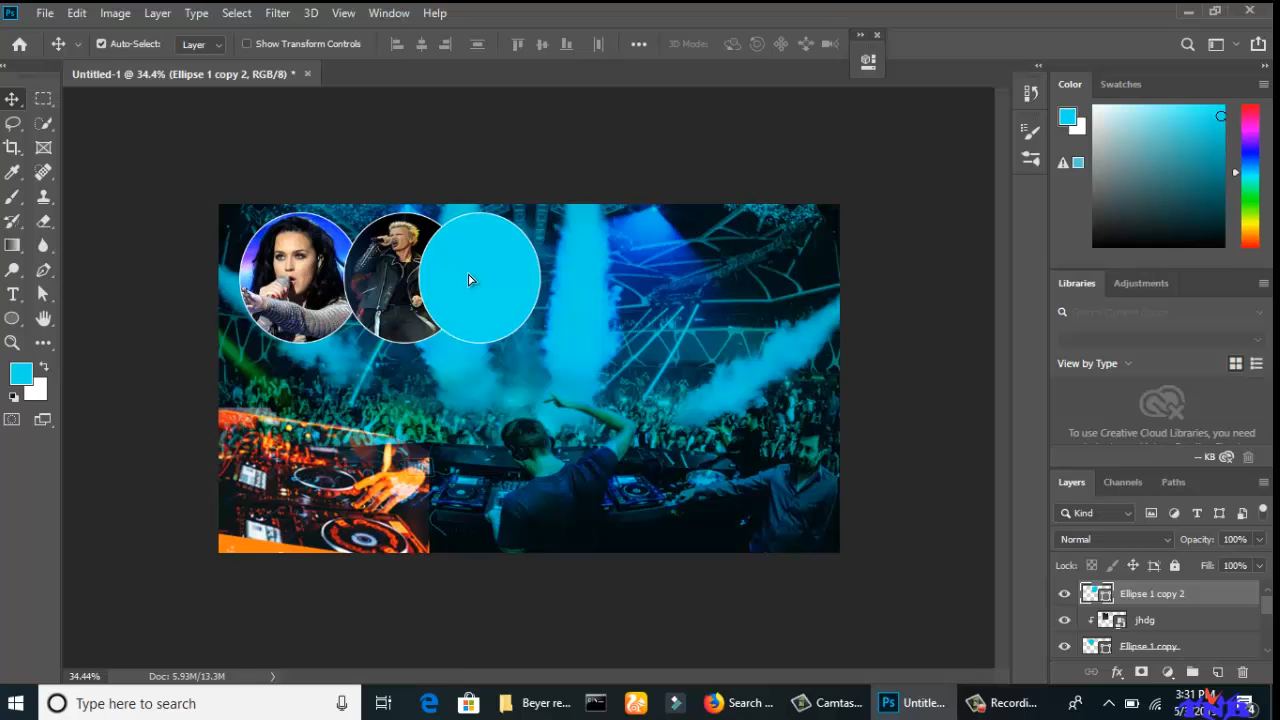 Ps File Edit Image Layer Type Select Filter 3D View Window Help
Auto-Select: Layer Show Transform Controls 3D Mode:
Untitled-1 @ 34.4% (Ellipse 1 copy 2, RGB/8) *
Color Swatches
Libraries Adjustments
View by Type
To use Creative Cloud Libraries, you need
-- KB
Layers Channels Paths
Kind
Normal Opacity: 100%
Lock: Fill: 100%
Ellipse 1 copy 2
jhdg
Ellipse 1 copy
34.44% Doc: 5.93M/13.3M
Type here to search
Beyer re...
Search ...
Camtas...
Ps Untitle...
Recordi...
3:31 PM